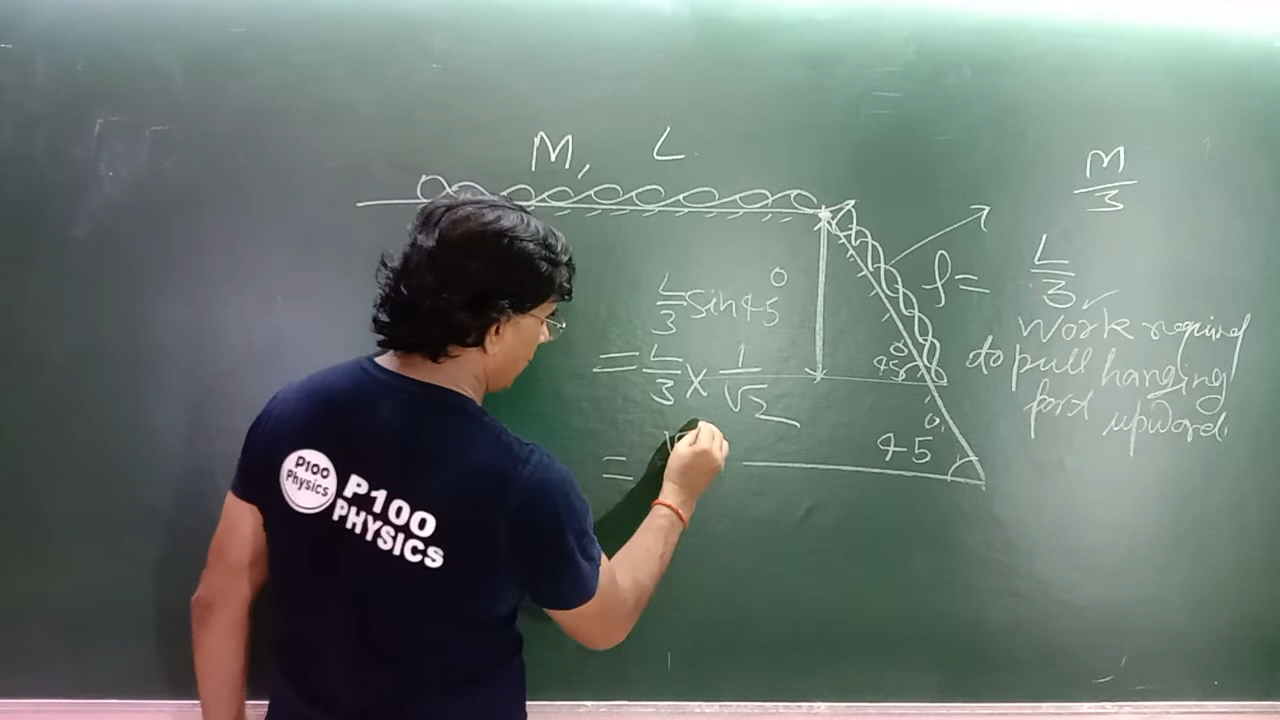 M, L
M
3
L
3
f =
L
3
sin 45°
= L
3
× 1
√2
=
45°
45°
Work required
to pull hanging
part upward.
P100
Physics
P100
PHYSICS